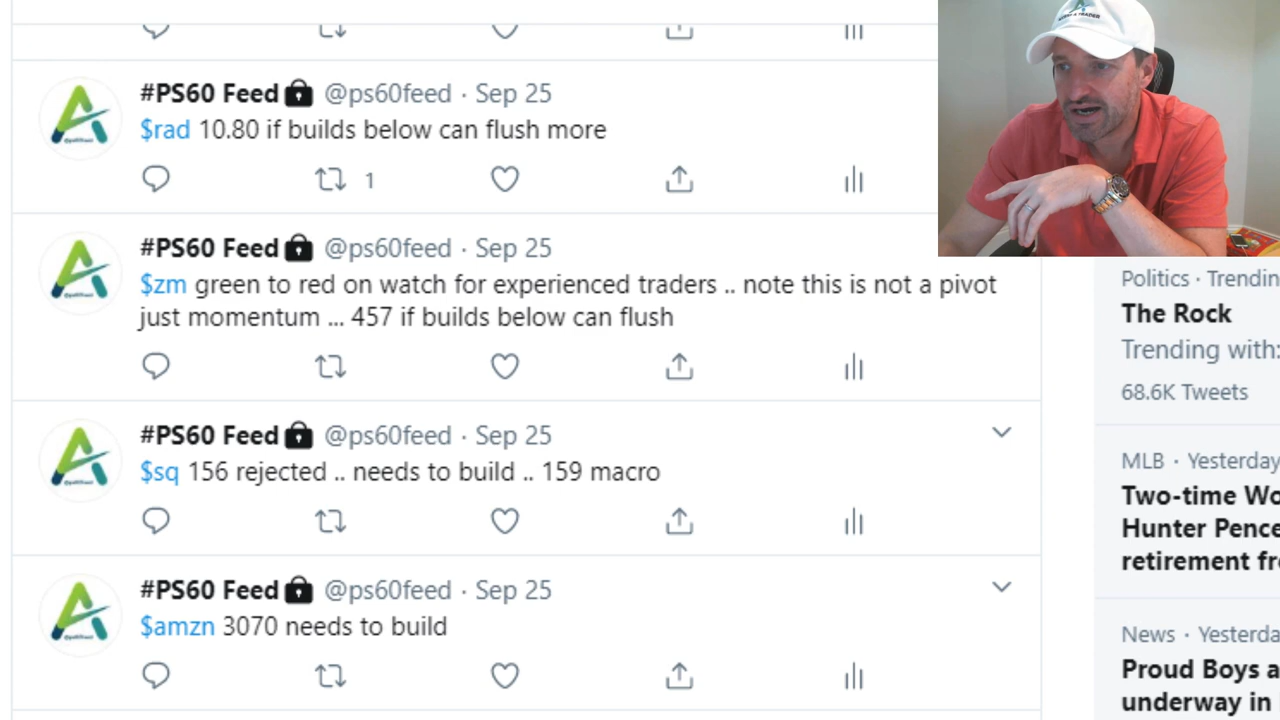 #PS60 Feed @ps60feed · Sep 25
$rad 10.80 if builds below can flush more
1
#PS60 Feed @ps60feed · Sep 25
$zm green to red on watch for experienced traders .. note this is not a pivot
just momentum ... 457 if builds below can flush
#PS60 Feed @ps60feed · Sep 25
$sq 156 rejected .. needs to build .. 159 macro
#PS60 Feed @ps60feed · Sep 25
$amzn 3070 needs to build
Politics · Trendin
The Rock
Trending with:
68.6K Tweets
MLB · Yesterday
Two-time Wo
Hunter Pence
retirement fr
News · Yesterda
Proud Boys a
underway in